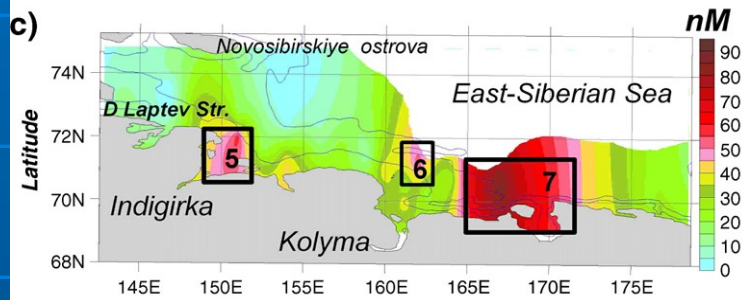 c)
nM
Novosibirskiye ostrova
74N
D Laptev Str.
East-Siberian Sea
72N
Latitude
5
6
7
70N
Indigirka
Kolyma
68N
145E 150E 155E 160E 165E 170E 175E
90
80
70
60
50
40
30
20
10
0